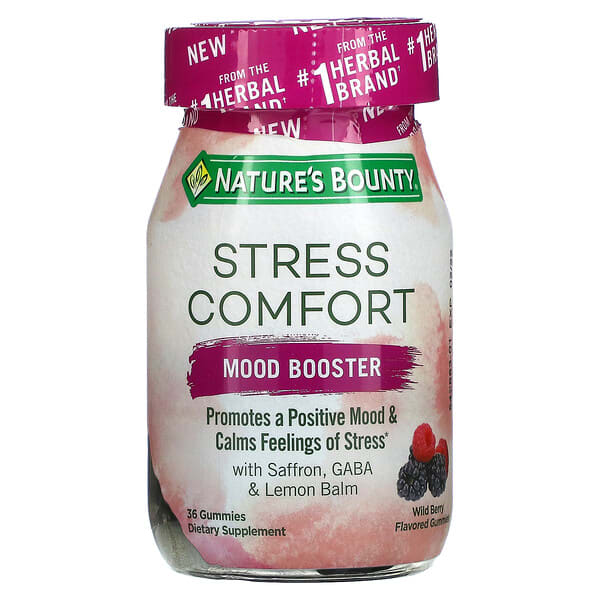 NEW
FROM THE
#1 HERBAL
BRAND†
NEW
NATURE'S BOUNTY®
STRESS
COMFORT
MOOD BOOSTER
Promotes a Positive Mood &
Calms Feelings of Stress*
with Saffron, GABA
& Lemon Balm
36 Gummies
Dietary Supplement
Wild Berry
Flavored Gummies